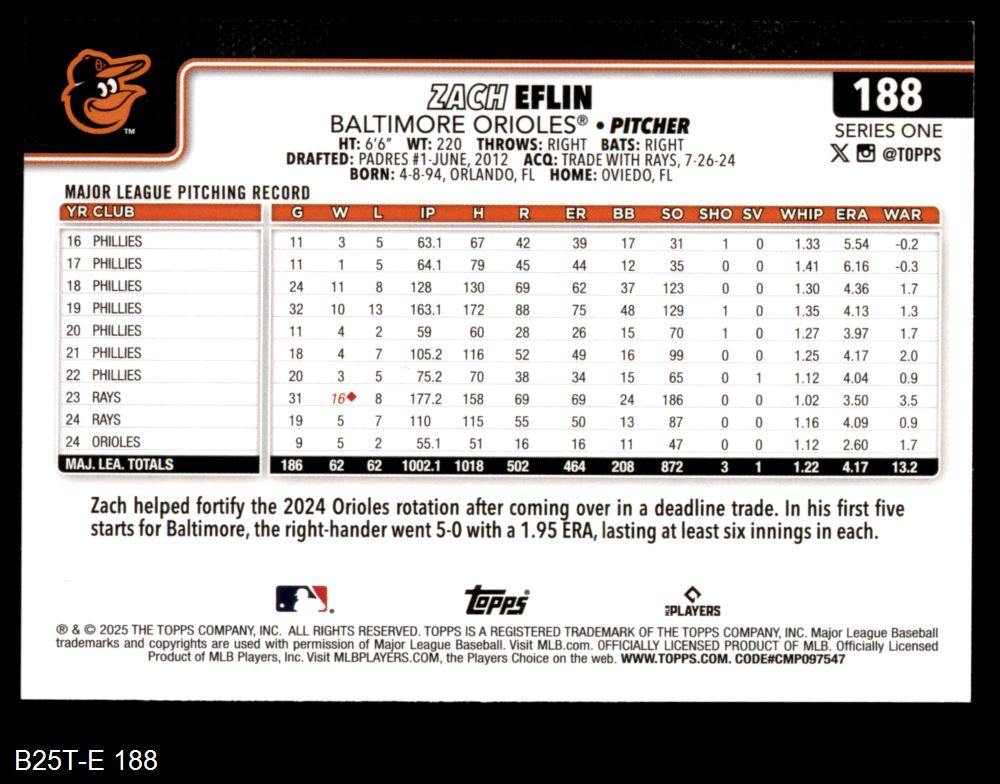 ZACH EFLIN
188
BALTIMORE ORIOLES® • PITCHER
SERIES ONE
HT: 6'6" WT: 220 THROWS: RIGHT BATS: RIGHT
@TOPPS
DRAFTED: PADRES #1-JUNE, 2012 ACQ: TRADE WITH RAYS, 7-26-24
BORN: 4-8-94, ORLANDO, FL HOME: OVIEDO, FL
TM
MAJOR LEAGUE PITCHING RECORD
YR CLUB G W L IP H R ER BB SO SHO SV WHIP ERA WAR
16 PHILLIES 11 3 5 63.1 67 42 39 17 31 1 0 1.33 5.54 -0.2
17 PHILLIES 11 1 5 64.1 79 45 44 12 35 0 0 1.41 6.16 -0.3
18 PHILLIES 24 11 8 128 130 69 62 37 123 0 0 1.30 4.36 1.7
19 PHILLIES 32 10 13 163.1 172 88 75 48 129 1 0 1.35 4.13 1.3
20 PHILLIES 11 4 2 59 60 28 26 15 70 1 0 1.27 3.97 1.7
21 PHILLIES 18 4 7 105.2 116 52 49 16 99 0 0 1.25 4.17 2.0
22 PHILLIES 20 3 5 75.2 70 38 34 15 65 0 1 1.12 4.04 0.9
23 RAYS 31 16♦ 8 177.2 158 69 69 24 186 0 0 1.02 3.50 3.5
24 RAYS 19 5 7 110 115 55 50 13 87 0 0 1.16 4.09 0.9
24 ORIOLES 9 5 2 55.1 51 16 16 11 47 0 0 1.12 2.60 1.7
MAJ. LEA. TOTALS 186 62 62 1002.1 1018 502 464 208 872 3 1 1.22 4.17 13.2
Zach helped fortify the 2024 Orioles rotation after coming over in a deadline trade. In his first five
starts for Baltimore, the right-hander went 5-0 with a 1.95 ERA, lasting at least six innings in each.
Topps®
MLB PLAYERS
® & © 2025 THE TOPPS COMPANY, INC. ALL RIGHTS RESERVED. TOPPS IS A REGISTERED TRADEMARK OF THE TOPPS COMPANY, INC. Major League Baseball
trademarks and copyrights are used with permission of Major League Baseball. Visit MLB.com. OFFICIALLY LICENSED PRODUCT OF MLB. Officially Licensed
Product of MLB Players, Inc. Visit MLBPLAYERS.COM, the Players Choice on the web. WWW.TOPPS.COM. CODE#CMP097547
B25T-E 188